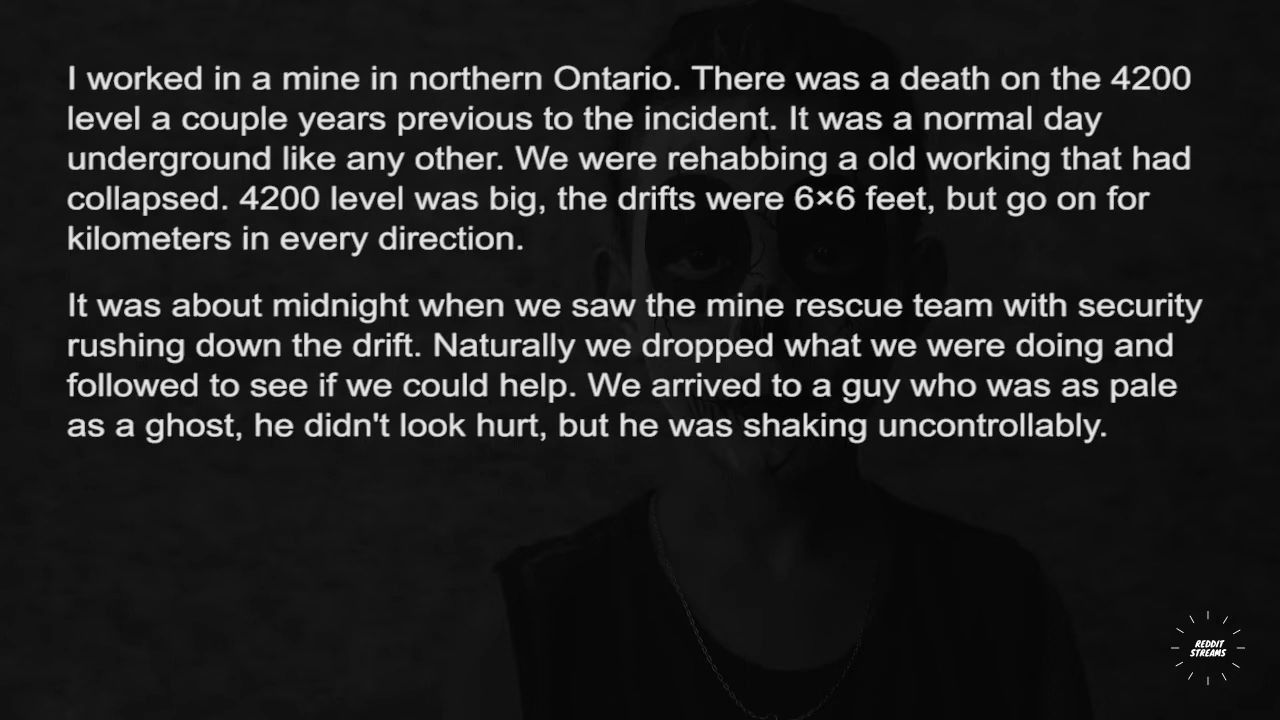 I worked in a mine in northern Ontario. There was a death on the 4200
level a couple years previous to the incident. It was a normal day
underground like any other. We were rehabbing a old working that had
collapsed. 4200 level was big, the drifts were 6×6 feet, but go on for
kilometers in every direction.
It was about midnight when we saw the mine rescue team with security
rushing down the drift. Naturally we dropped what we were doing and
followed to see if we could help. We arrived to a guy who was as pale
as a ghost, he didn't look hurt, but he was shaking uncontrollably.
REDDIT
STREAMS